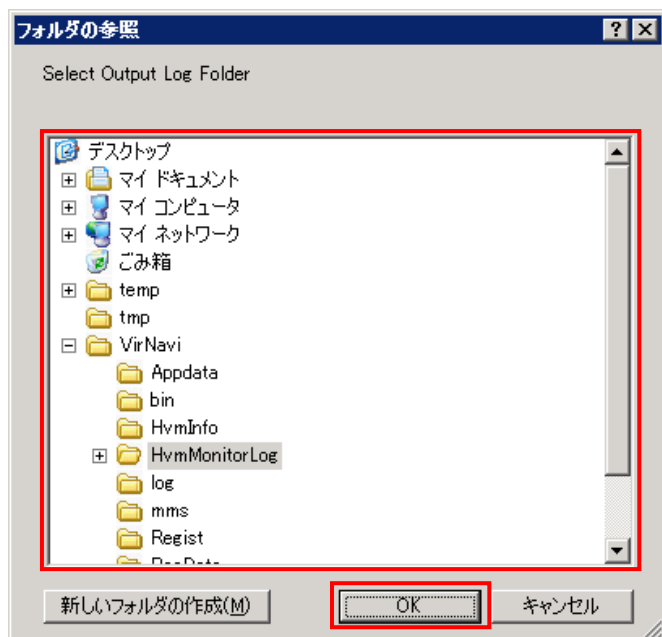 フォルダの参照
Select Output Log Folder
デスクトップ
マイ ドキュメント
マイ コンピュータ
マイ ネットワーク
ごみ箱
temp
tmp
VirNavi
Appdata
bin
HvmInfo
HvmMonitorLog
log
mms
Regist
新しいフォルダの作成(M)
OK
キャンセル